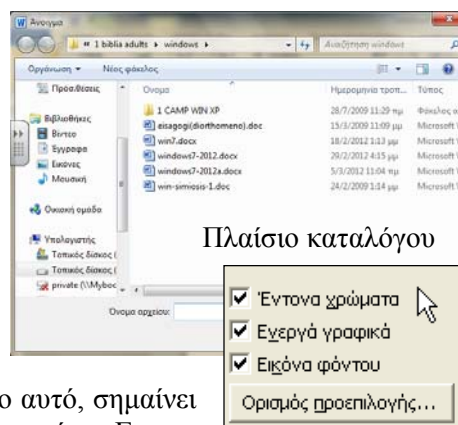 Άνοιγμα
« 1 biblia adults ▸ windows ▸
Αναζήτηση windows
Οργάνωση Νέος φάκελος
Προσ.θέσεις
Όνομα Ημερομηνία τροπ... Τύπος
1 CAMP WIN XP 28/7/2009 11:29 πμ Φάκελος α
Βιβλιοθήκες
eisagogi(diorthomeno).doc 15/3/2009 11:09 μμ Microsoft
Βίντεο
win7.docx 18/2/2012 1:13 μμ Microsoft
Έγγραφα
windows7-2012.docx 29/2/2012 4:15 μμ Microsoft
Εικόνες
windows7-2012a.docx 5/3/2012 11:04 πμ Microsoft
Μουσική
win-simiosis-1.doc 24/2/2009 1:14 μμ Microsoft
Οικιακή ομάδα
Υπολογιστής
Τοπικός δίσκος (
Τοπικός δίσκος (
private (\\Myboc
Όνομα αρχείου:
Πλαίσιο καταλόγου
Έντονα χρώματα
Ενεργά γραφικά
Εικόνα φόντου
Ορισμός προεπιλογής...
ο αυτό, σημαίνει